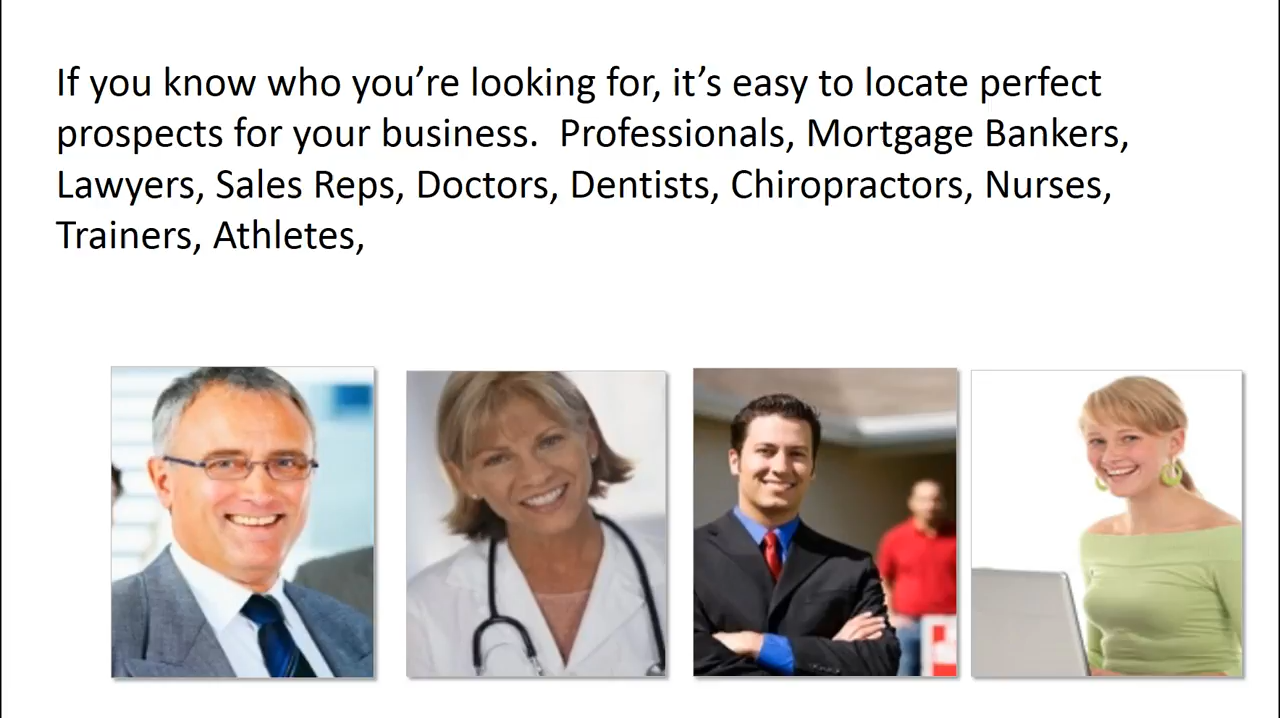 If you know who you’re looking for, it’s easy to locate perfect
prospects for your business.  Professionals, Mortgage Bankers,
Lawyers, Sales Reps, Doctors, Dentists, Chiropractors, Nurses,
Trainers, Athletes,